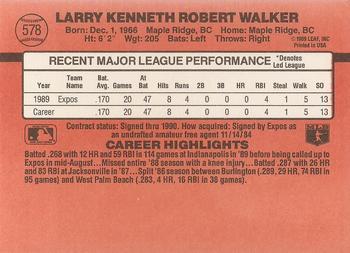 578
LARRY KENNETH ROBERT WALKER
Born: Dec. 1, 1966 Maple Ridge, BC Home: Maple Ridge, BC
Ht: 6'2" Wgt: 205 Bats: Left Throws: Right
© 1989 LEAF, INC.
Printed in USA
RECENT MAJOR LEAGUE PERFORMANCE *Denotes Led League
YEAR Team Name Batting Avg. G At Bat Hits R 2B 3B HR RBI Steal Walk SO
1989 Expos .170 20 47 8 4 0 0 0 4 1 5 13
Career .170 20 47 8 4 0 0 0 4 1 5 13
Contract status: Signed thru 1990. How acquired: Signed by Expos as
an undrafted amateur free agent 11/14/84
CAREER HIGHLIGHTS
Batted .268 with 12 HR and 59 RBI in 114 games at Indianapolis in '89 before being called up to
Expos in mid-August... Missed entire '88 season with a knee injury... Batted .287 with 26 HR
and 83 RBI at Jacksonville in '87... Split '86 season between Burlington (.289, 29 HR, 74 RBI in
95 games) and West Palm Beach (.283, 4 HR, 16 RBI in 38 games).